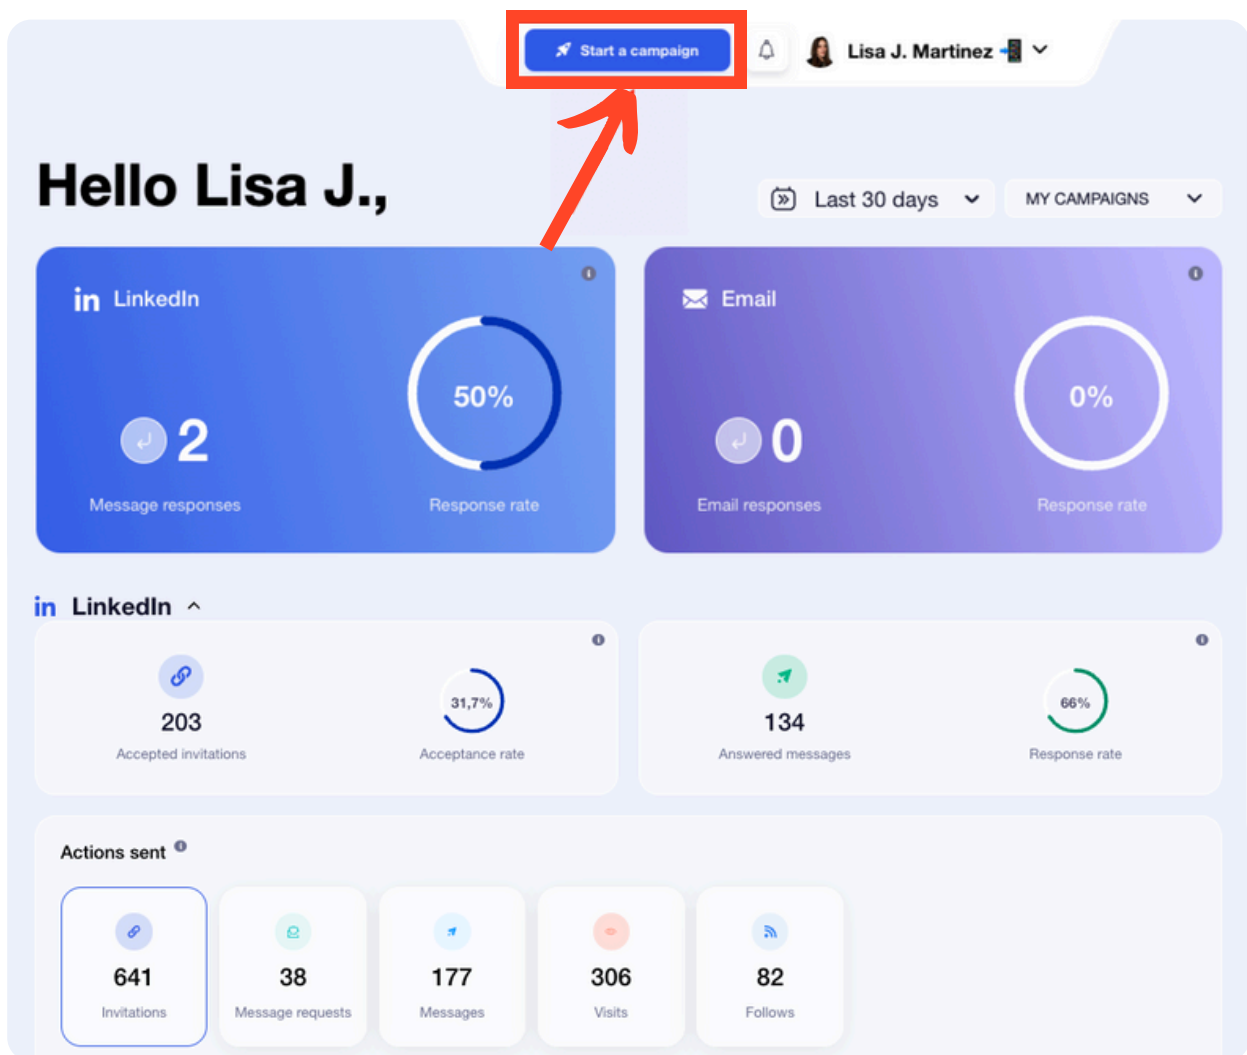 Start a campaign
Lisa J. Martinez
Hello Lisa J.,
Last 30 days
MY CAMPAIGNS
in LinkedIn
50%
2
Message responses
Response rate
Email
0%
0
Email responses
Response rate
in LinkedIn
203
Accepted invitations
31,7%
Acceptance rate
134
Answered messages
66%
Response rate
Actions sent
641
Invitations
38
Message requests
177
Messages
306
Visits
82
Follows